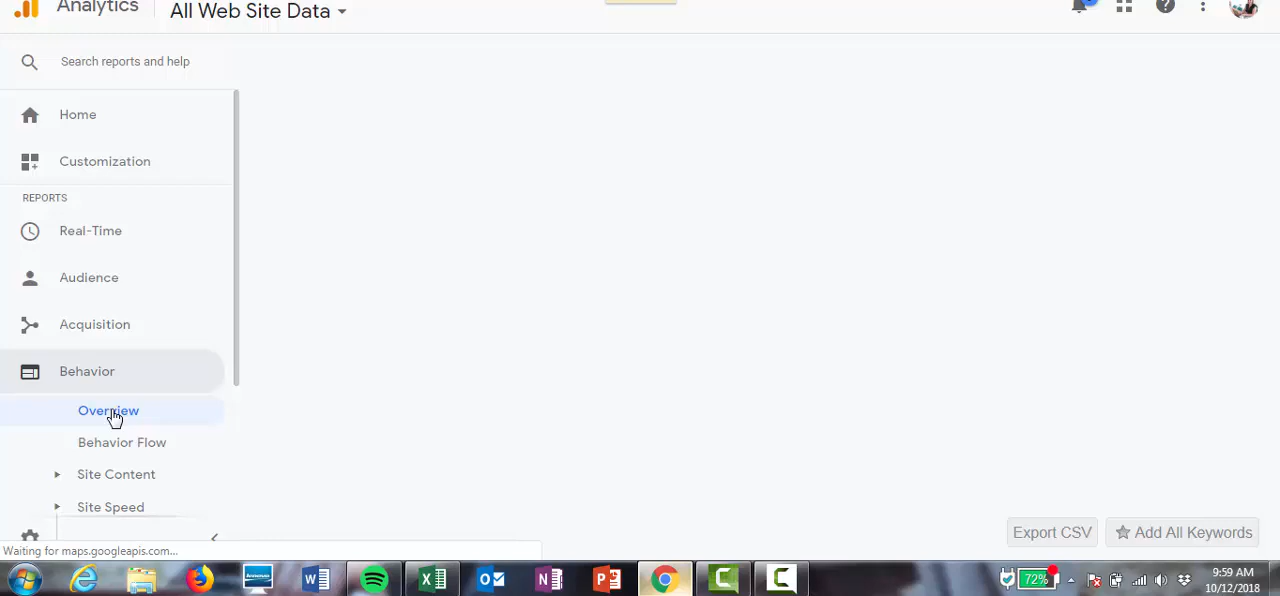 Analytics
All Web Site Data
Search reports and help
Home
Customization
REPORTS
Real-Time
Audience
Acquisition
Behavior
Overview
Behavior Flow
Site Content
Site Speed
Export CSV
Add All Keywords
Waiting for maps.googleapis.com...
72%
9:59 AM
10/12/2018